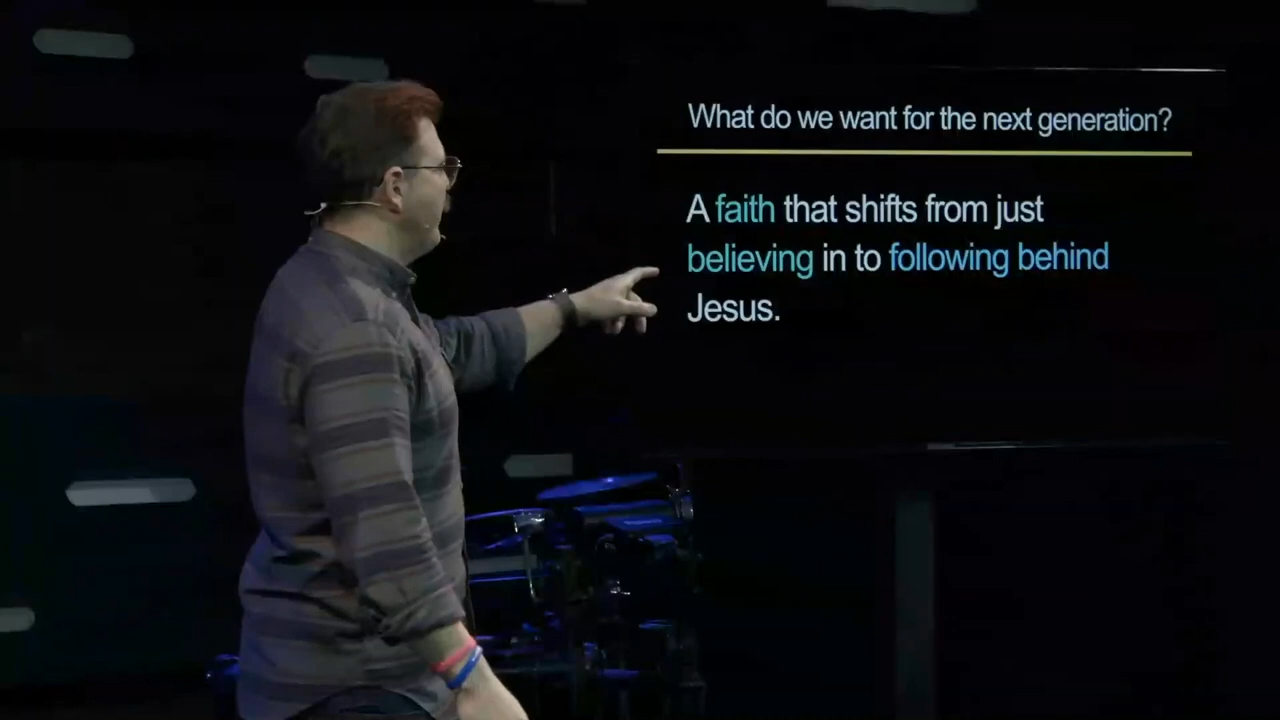 What do we want for the next generation?
A faith that shifts from just
believing in to following behind
Jesus.